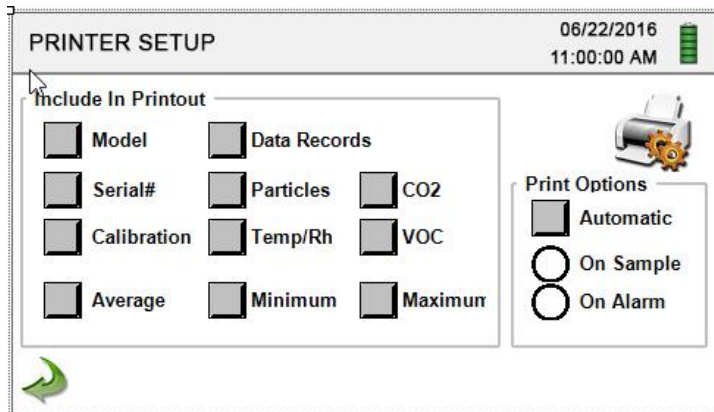 PRINTER SETUP
06/22/2016
11:00:00 AM
Include In Printout
Model Data Records
Serial# Particles CO2
Calibration Temp/Rh VOC
Average Minimum Maximum
Print Options
Automatic
On Sample
On Alarm